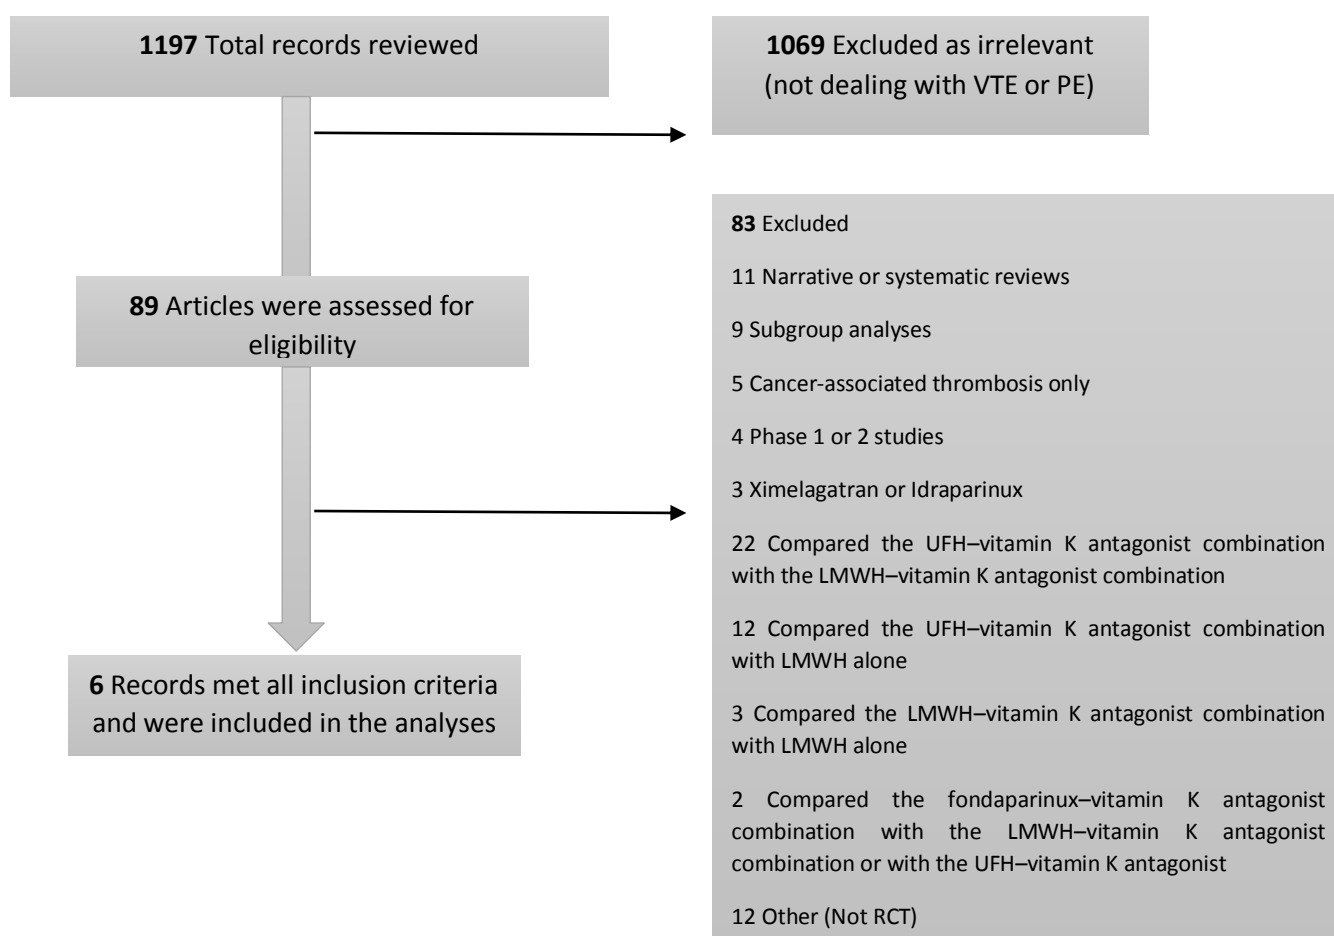 1197 Total records reviewed
1069 Excluded as irrelevant
(not dealing with VTE or PE)
89 Articles were assessed for
eligibility
83 Excluded
11 Narrative or systematic reviews
9 Subgroup analyses
5 Cancer-associated thrombosis only
4 Phase 1 or 2 studies
3 Ximelagatran or Idraparinux
22 Compared the UFH–vitamin K antagonist combination
with the LMWH–vitamin K antagonist combination
12 Compared the UFH–vitamin K antagonist combination
with LMWH alone
3 Compared the LMWH–vitamin K antagonist combination
with LMWH alone
2 Compared the fondaparinux–vitamin K antagonist
combination with the LMWH–vitamin K antagonist
combination or with the UFH–vitamin K antagonist
12 Other (Not RCT)
6 Records met all inclusion criteria
and were included in the analyses